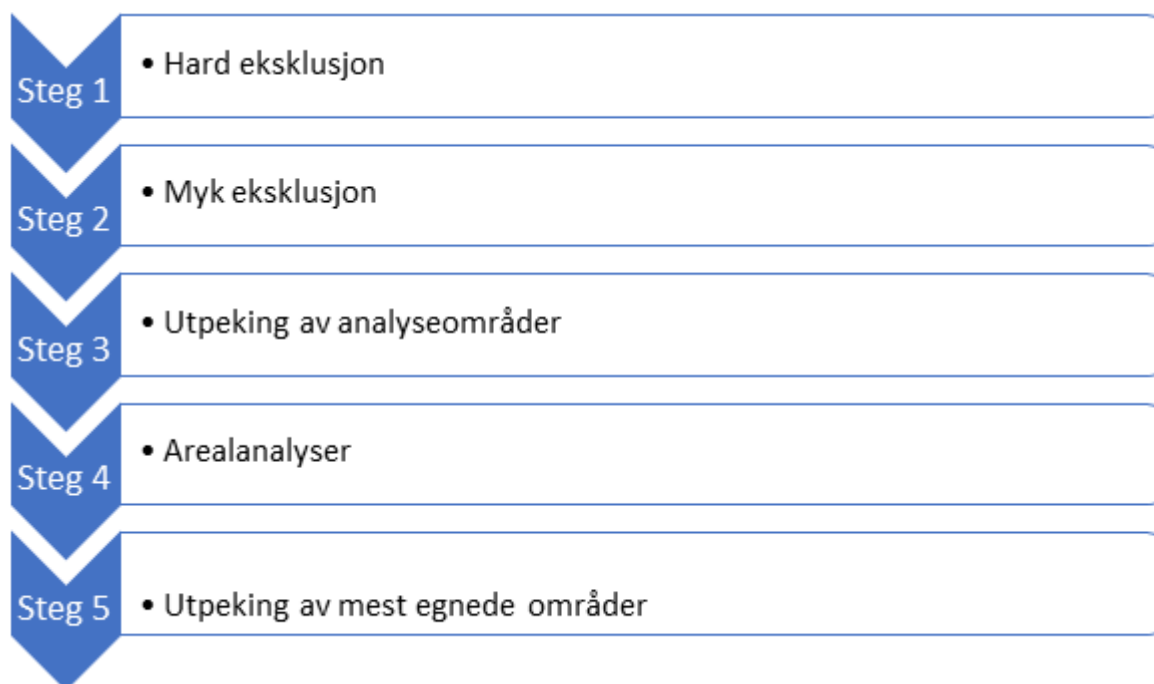 Steg 1
• Hard eksklusjon
Steg 2
• Myk eksklusjon
Steg 3
• Utpeking av analyseområder
Steg 4
• Arealanalyser
Steg 5
• Utpeking av mest egnede områder